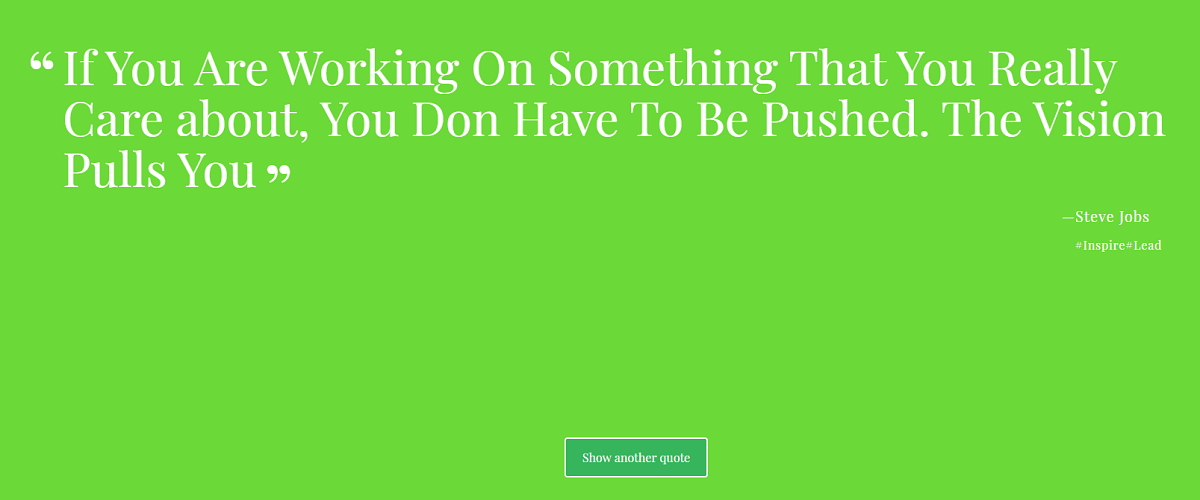 “ If You Are Working On Something That You Really
Care about, You Don Have To Be Pushed. The Vision
Pulls You ”
—Steve Jobs
#Inspire#Lead
Show another quote